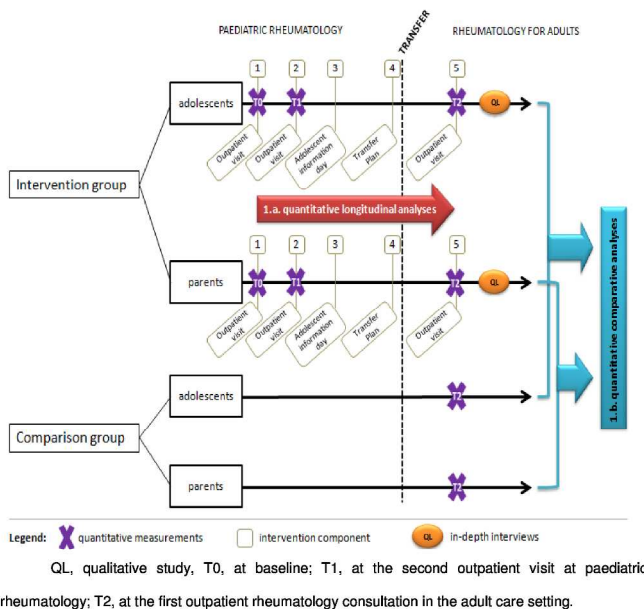 PAEDIATRIC RHEUMATOLOGY
TRANSFER
RHEUMATOLOGY FOR ADULTS
1
2
3
4
5
adolescents
T0
T1
T2
QL
Outpatient visit
Outpatient visit
Adolescent information day
Transfer Plan
Outpatient visit
Intervention group
1.a. quantitative longitudinal analyses
1
2
3
4
5
parents
T0
T1
T2
QL
Outpatient visit
Outpatient visit
Adolescent information day
Transfer Plan
Outpatient visit
1.b. quantitative comparative analyses
adolescents
T2
Comparison group
parents
T2
Legend:
quantitative measurements
intervention component
QL
in-depth interviews
QL, qualitative study, T0, at baseline; T1, at the second outpatient visit at paediatric
rheumatology; T2, at the first outpatient rheumatology consultation in the adult care setting.